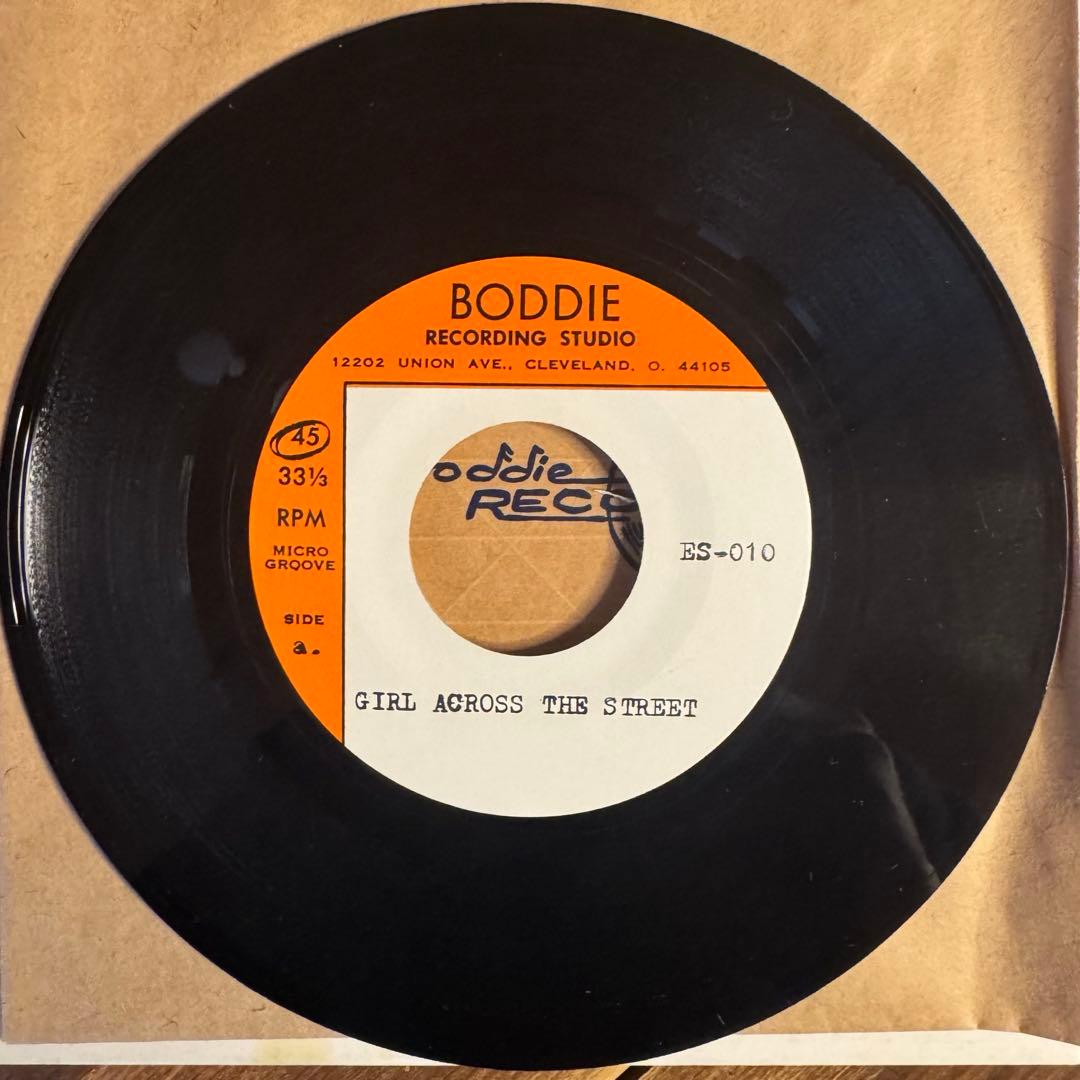 BODDIE
RECORDING STUDIO
12202 UNION AVE., CLEVELAND, O. 44105
45
33⅓
RPM
MICRO
GROOVE
SIDE
a.
oddie
RECO
ES-010
GIRL ACROSS THE STREET